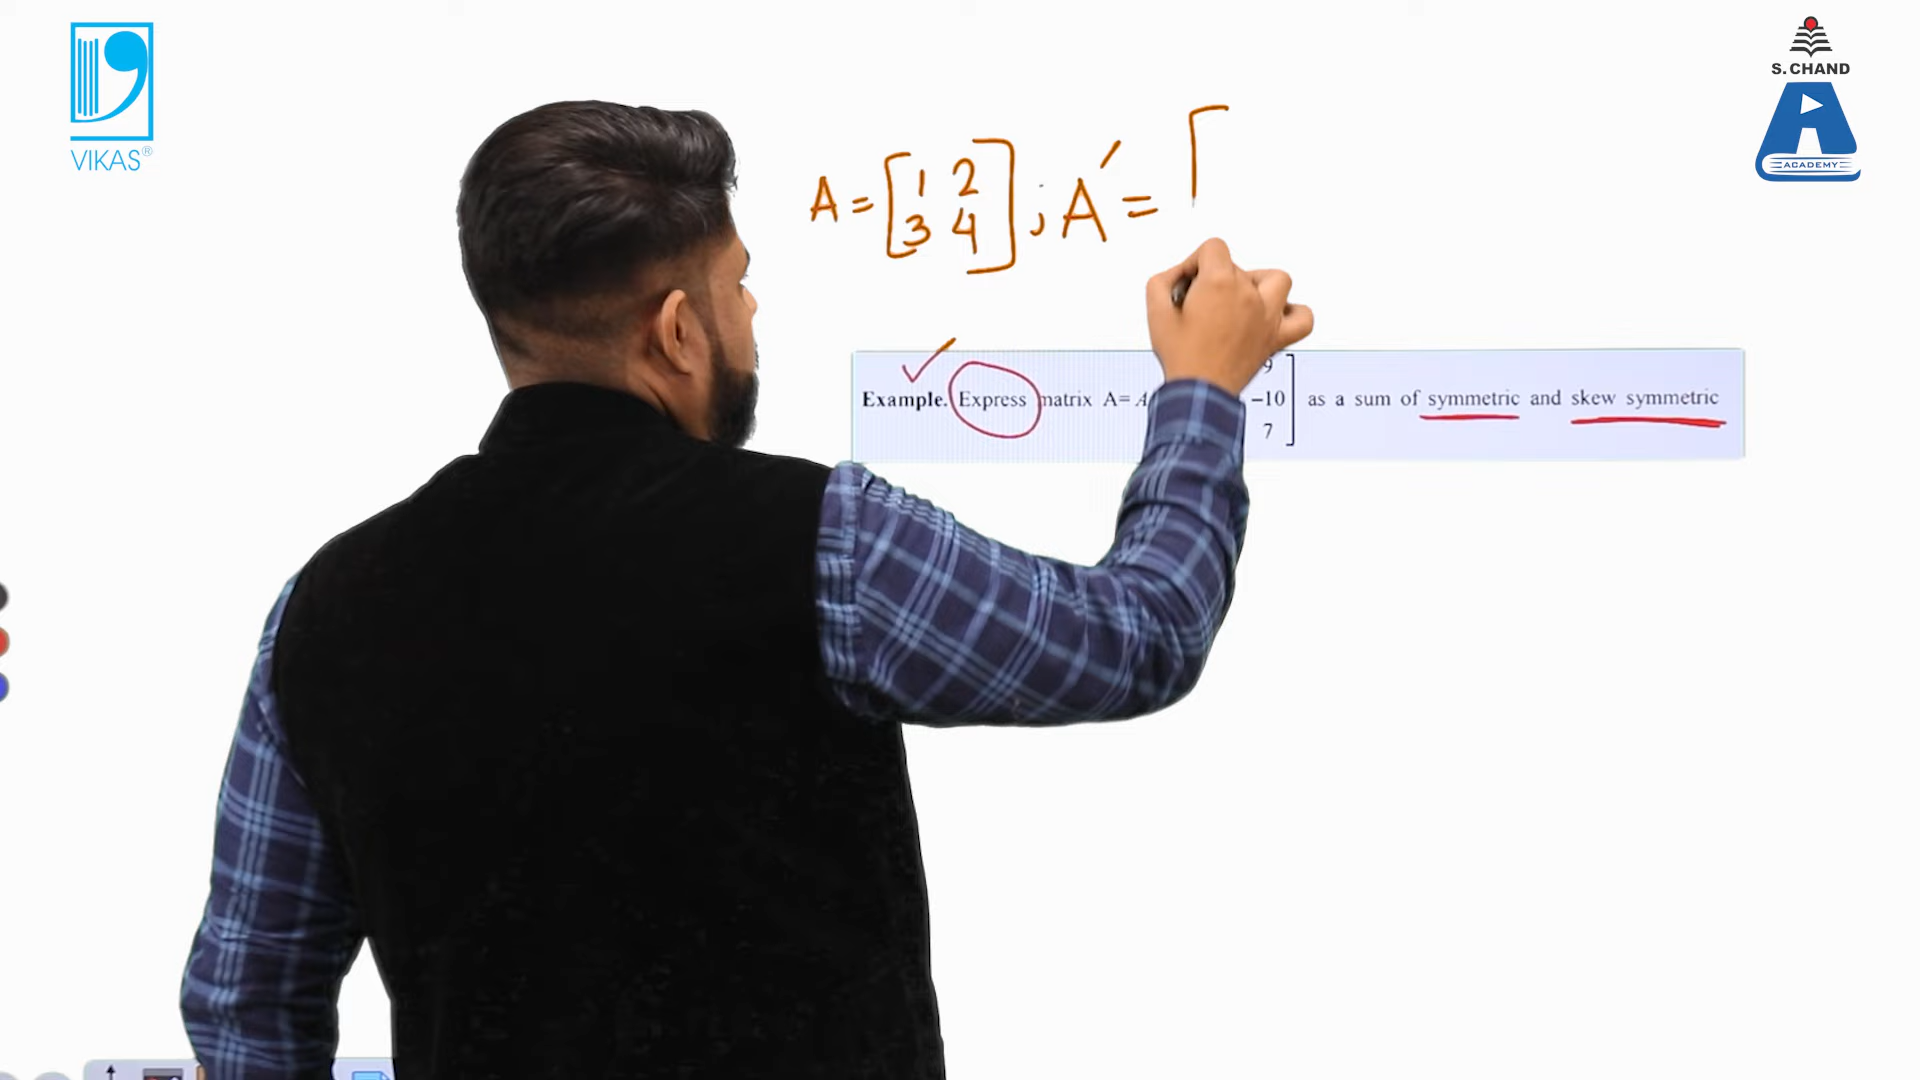 VIKAS®
S. CHAND
ACADEMY
A = [1 2
3 4] ; A′ = [
9
Example. Express matrix A= A −10 as a sum of symmetric and skew symmetric
7